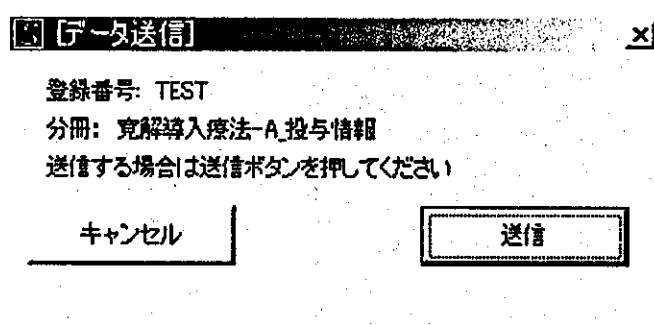 [データ送信]
登録番号: TEST
分冊: 寛解導入療法-A_投与情報
送信する場合は送信ボタンを押してください
キャンセル
送信